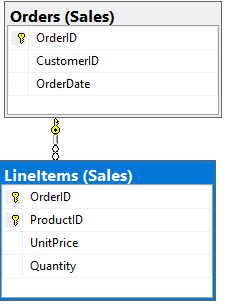 Orders (Sales)
OrderID
CustomerID
OrderDate
LineItems (Sales)
OrderID
ProductID
UnitPrice
Quantity